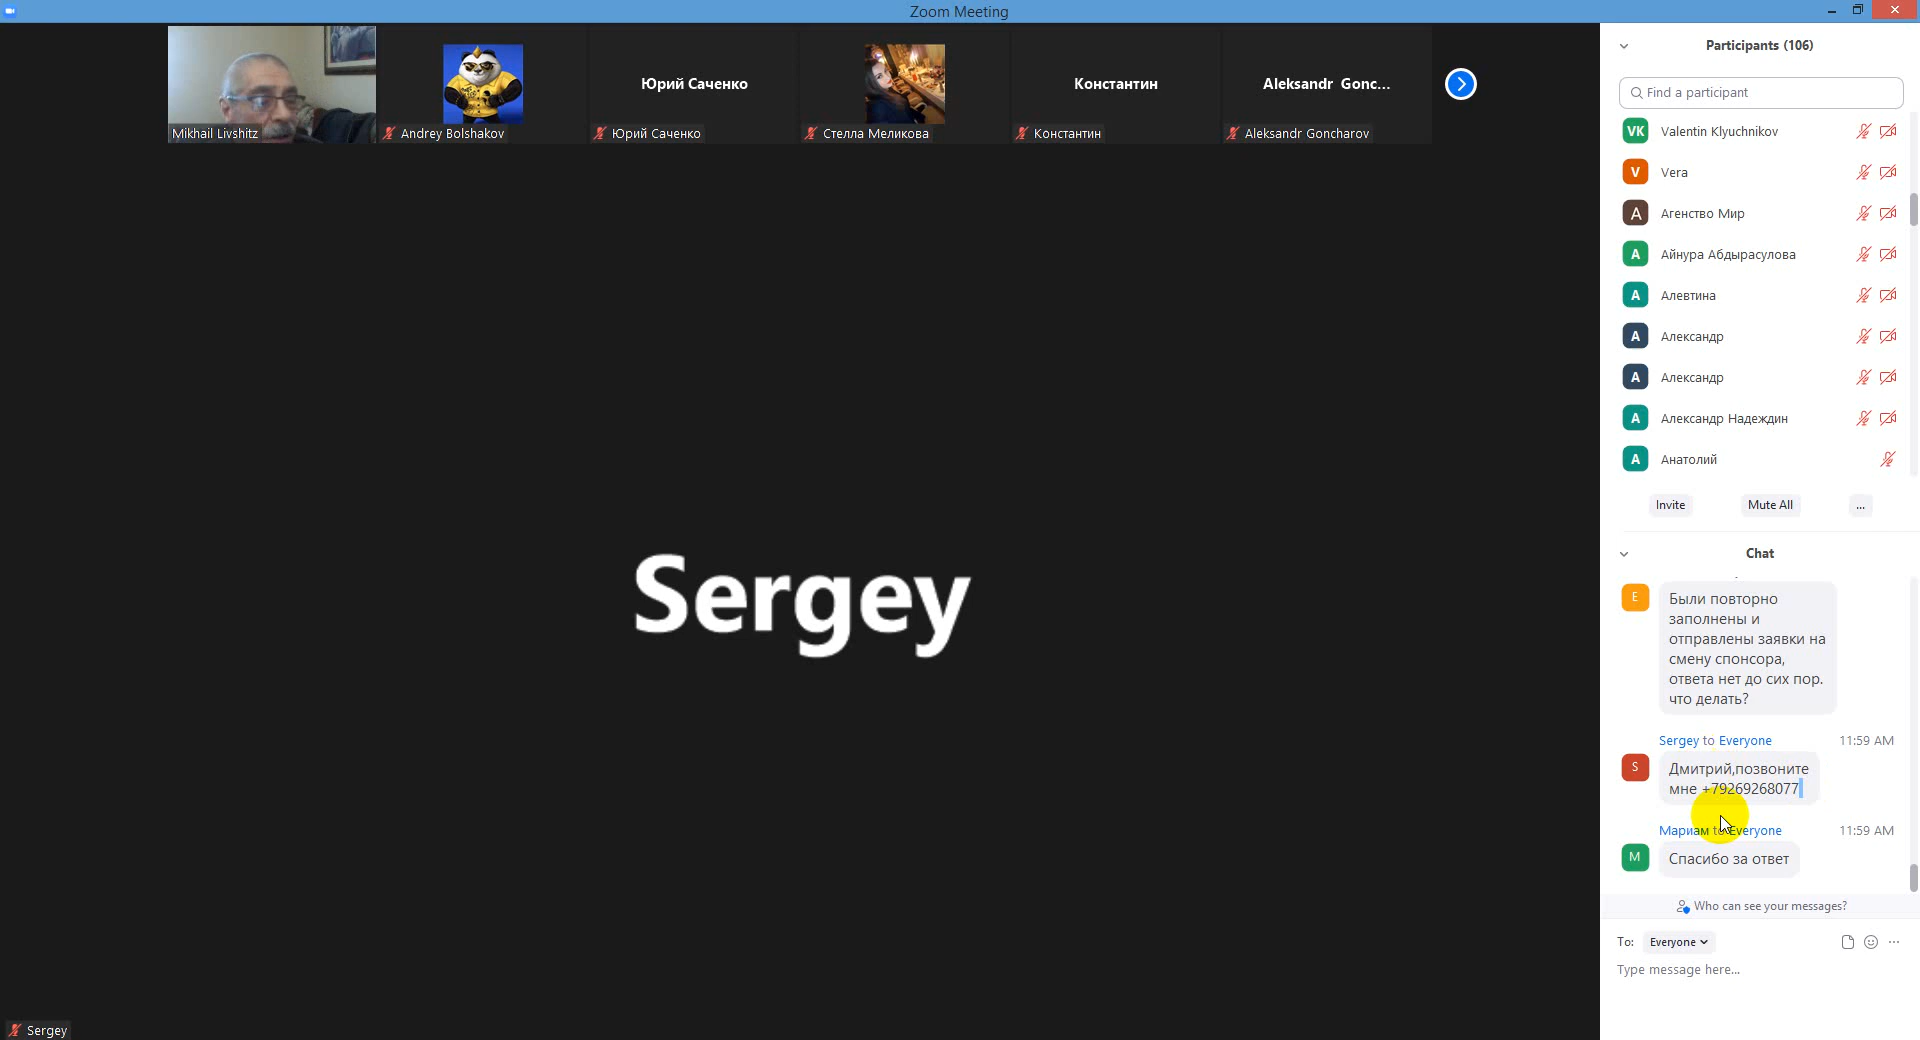 Zoom Meeting
Mikhail Livshitz
Andrey Bolshakov
Юрий Саченко
Юрий Саченко
Стелла Меликова
Константин
Константин
Aleksandr Gonc...
Aleksandr Goncharov
Sergey
Sergey
Participants (106)
Find a participant
VK Valentin Klyuchnikov
V Vera
А Агенство Мир
А Айнура Абдырасулова
А Алевтина
А Александр
А Александр
А Александр Надеждин
А Анатолий
Invite
Mute All
...
Chat
E
Были повторно
заполнены и
отправлены заявки на
смену спонсора,
ответа нет до сих пор.
что делать?
Sergey to Everyone 11:59 AM
S
Дмитрий,позвоните
мне +79269268077
Мариам to Everyone 11:59 AM
М
Спасибо за ответ
Who can see your messages?
To: Everyone
Type message here...